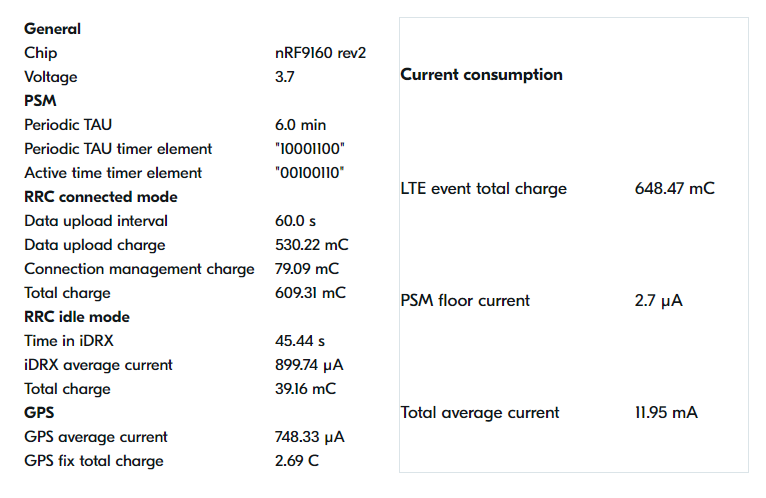 General
Chip nRF9160 rev2
Voltage 3.7
PSM
Periodic TAU 6.0 min
Periodic TAU timer element "10001100"
Active time timer element "00100110"
RRC connected mode
Data upload interval 60.0 s
Data upload charge 530.22 mC
Connection management charge 79.09 mC
Total charge 609.31 mC
RRC idle mode
Time in iDRX 45.44 s
iDRX average current 899.74 µA
Total charge 39.16 mC
GPS
GPS average current 748.33 µA
GPS fix total charge 2.69 C
Current consumption
LTE event total charge 648.47 mC
PSM floor current 2.7 µA
Total average current 11.95 mA